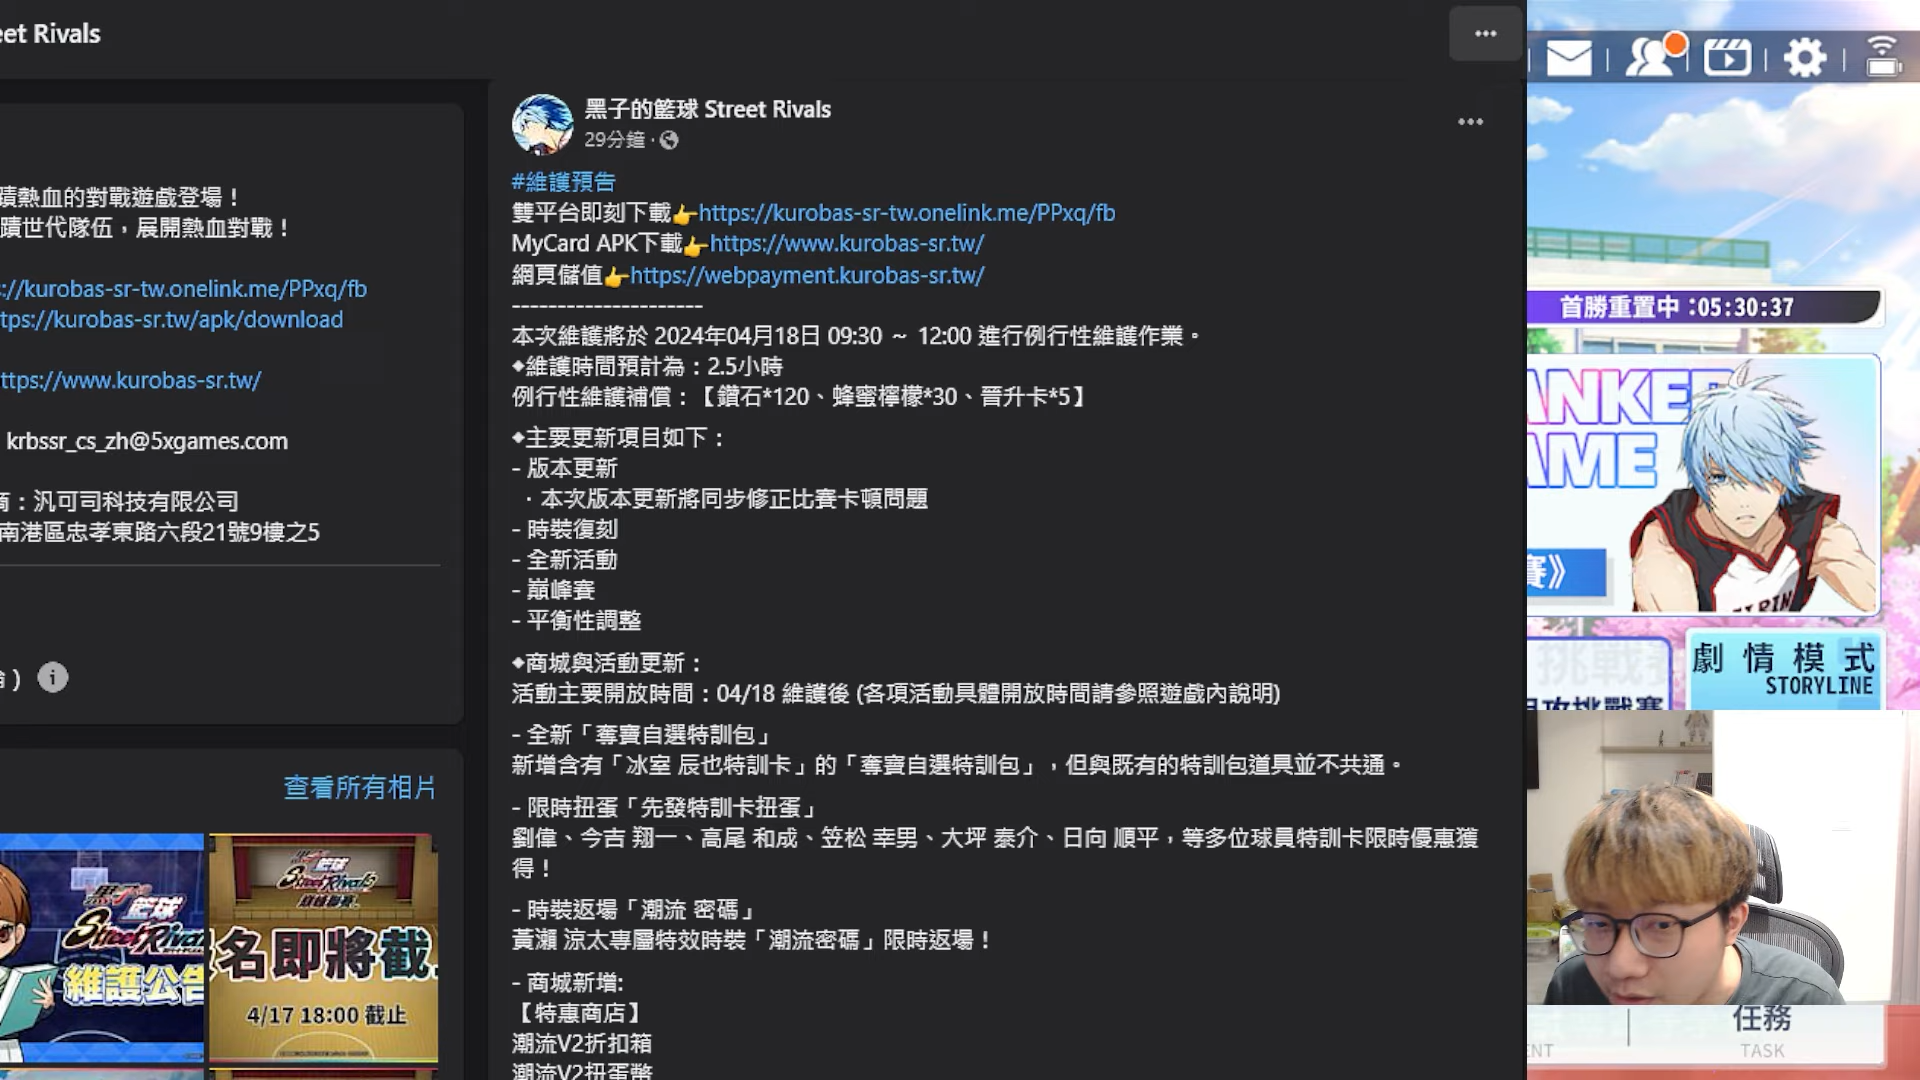 eet Rivals
蹟熱血的對戰遊戲登場！
蹟世代隊伍，展開熱血對戰！
s://kurobas-sr-tw.onelink.me/PPxq/fb
tps://kurobas-sr.tw/apk/download
ttps://www.kurobas-sr.tw/
krbssr_cs_zh@5xgames.com
商：汎可司科技有限公司
南港區忠孝東路六段21號9樓之5
查看所有相片
黑子的籃球
Street Rivals
維護公告
黑子的籃球
Street Rivals
名即將截
4/17 18:00 截止
黑子的籃球 Street Rivals
29分鐘
#維護預告
雙平台即刻下載👉https://kurobas-sr-tw.onelink.me/PPxq/fb
MyCard APK下載👉https://www.kurobas-sr.tw/
網頁儲值👉https://webpayment.kurobas-sr.tw/
---------------------
本次維護將於 2024年04月18日 09:30 ～ 12:00 進行例行性維護作業。
◆維護時間預計為：2.5小時
例行性維護補償：【鑽石*120、蜂蜜檸檬*30、晉升卡*5】
◆主要更新項目如下：
- 版本更新
・本次版本更新將同步修正比賽卡頓問題
- 時裝復刻
- 全新活動
- 巔峰賽
- 平衡性調整
◆商城與活動更新：
活動主要開放時間：04/18 維護後 (各項活動具體開放時間請參照遊戲內說明)
- 全新「奪寶自選特訓包」
新增含有「冰室 辰也特訓卡」的「奪寶自選特訓包」，但與既有的特訓包道具並不共通。
- 限時扭蛋「先發特訓卡扭蛋」
劉偉、今吉 翔一、高尾 和成、笠松 幸男、大坪 泰介、日向 順平，等多位球員特訓卡限時優惠獲
得！
- 時裝返場「潮流 密碼」
黃瀨 涼太專屬特效時裝「潮流密碼」限時返場！
- 商城新增:
【特惠商店】
潮流V2折扣箱
潮流V2扭蛋幣
首勝重置中 :05:30:37
ANKED
AME
賽》
劇情模式
STORYLINE
任務
TASK
ENT